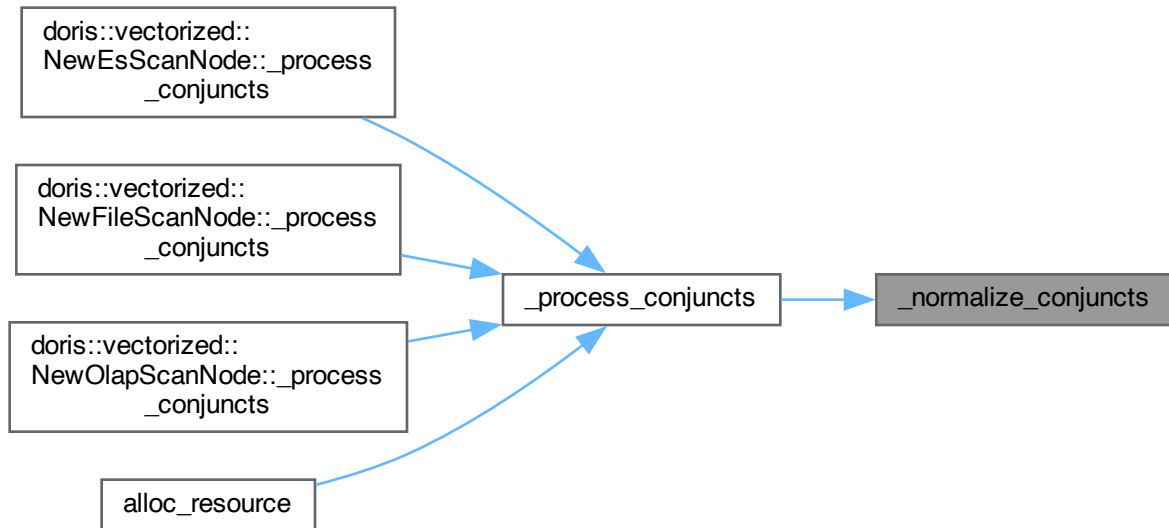 doris::vectorized::
NewEsScanNode::_process
_conjuncts
doris::vectorized::
NewFileScanNode::_process
_conjuncts
doris::vectorized::
NewOlapScanNode::_process
_conjuncts
alloc_resource
_process_conjuncts
_normalize_conjuncts